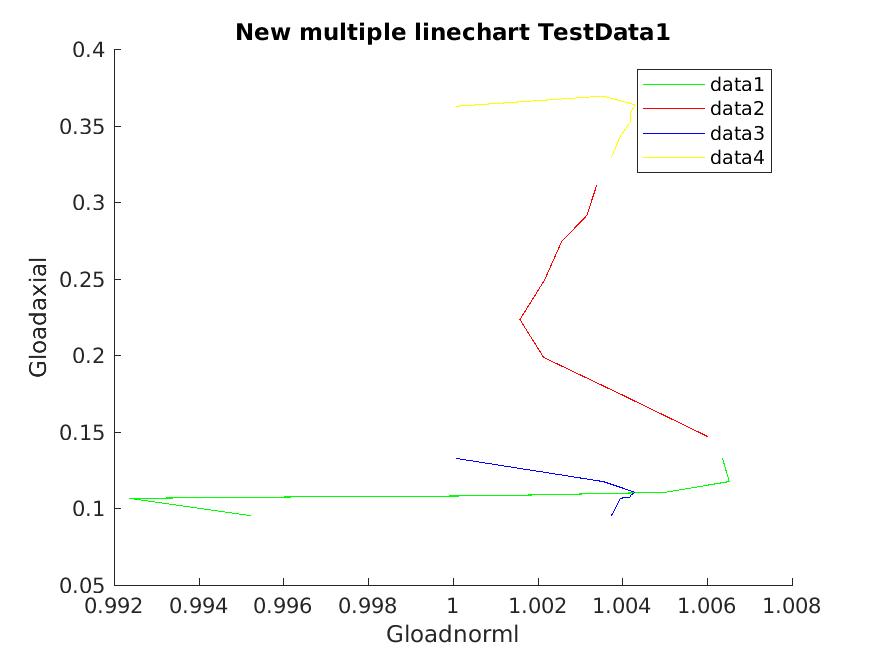 New multiple linechart TestData1
0.4
0.35
0.3
0.25
0.2
0.15
0.1
0.05
Gloadaxial
data1
data2
data3
data4
0.992 0.994 0.996 0.998 1 1.002 1.004 1.006 1.008
Gloadnorml